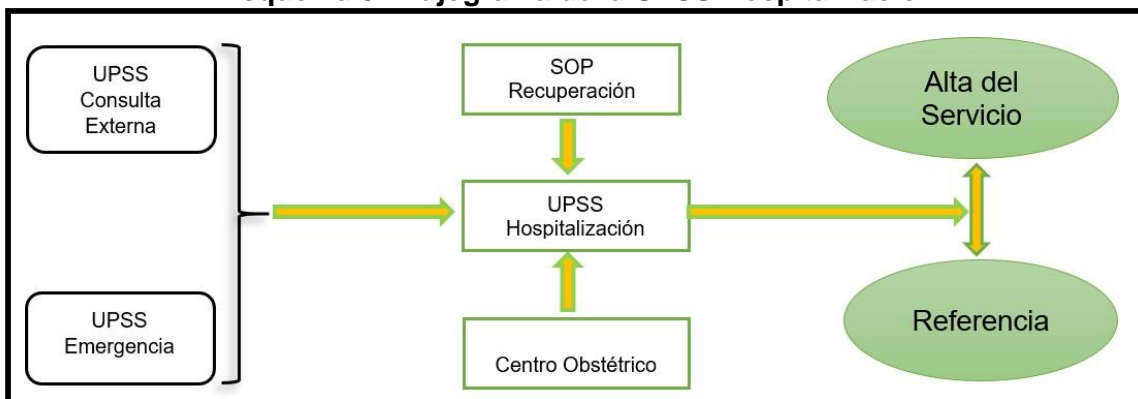 UPSS
Consulta
Externa
SOP
Recuperación
Alta del
Servicio
UPSS
Hospitalización
UPSS
Emergencia
Centro Obstétrico
Referencia